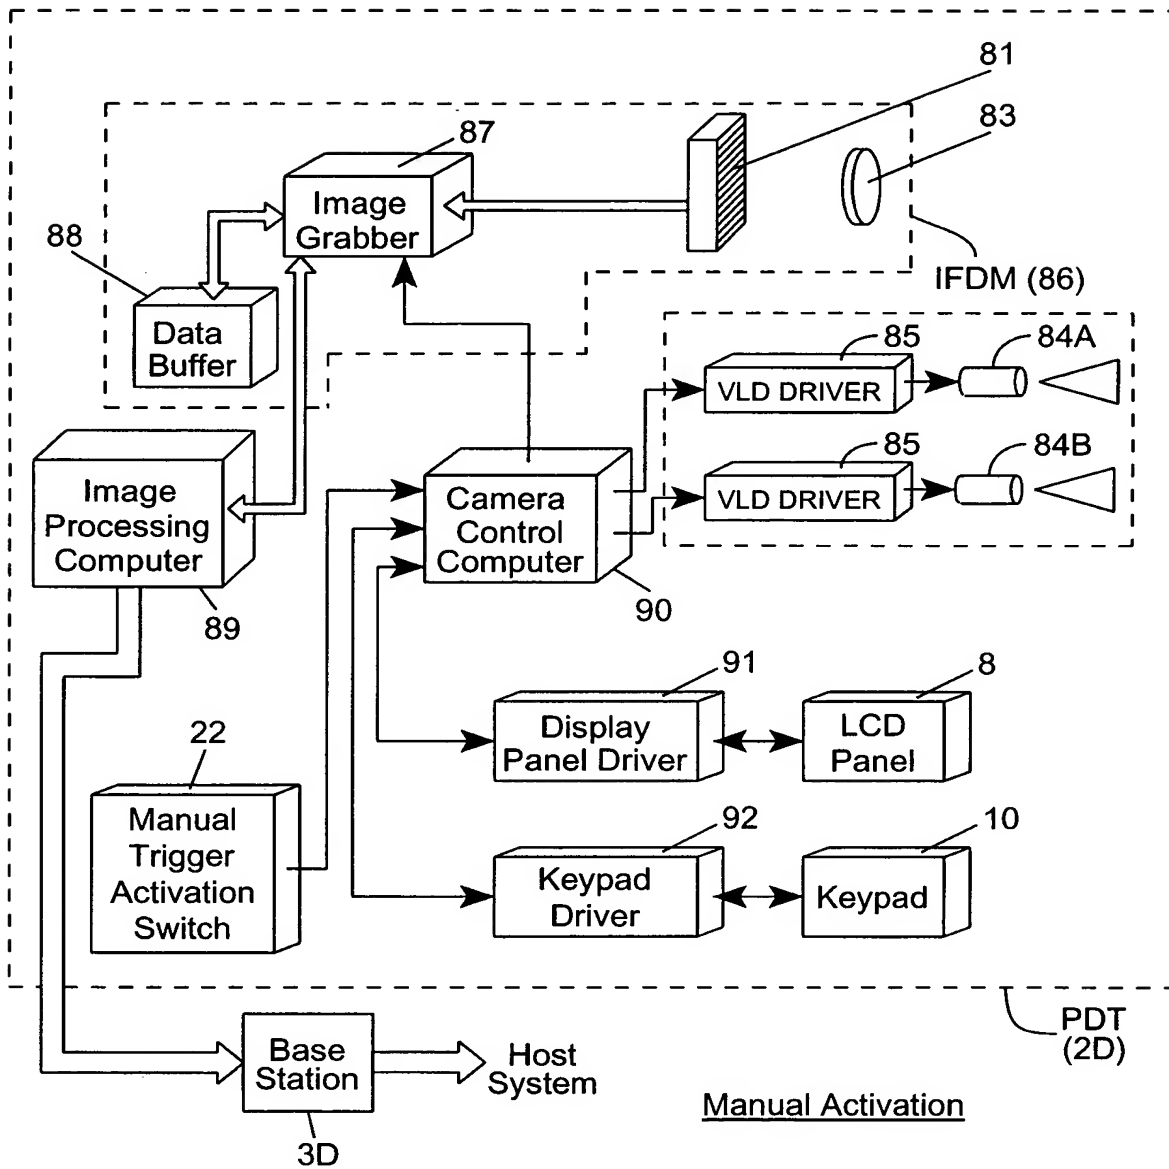 81
83
87
Image
Grabber
88
Data
Buffer
IFDM (86)
85
84A
VLD DRIVER
85
84B
VLD DRIVER
Image
Processing
Computer
89
Camera
Control
Computer
90
91
8
Display
Panel Driver
LCD
Panel
22
Manual
Trigger
Activation
Switch
92
10
Keypad
Driver
Keypad
PDT
(2D)
Base
Station
Host
System
3D
Manual Activation